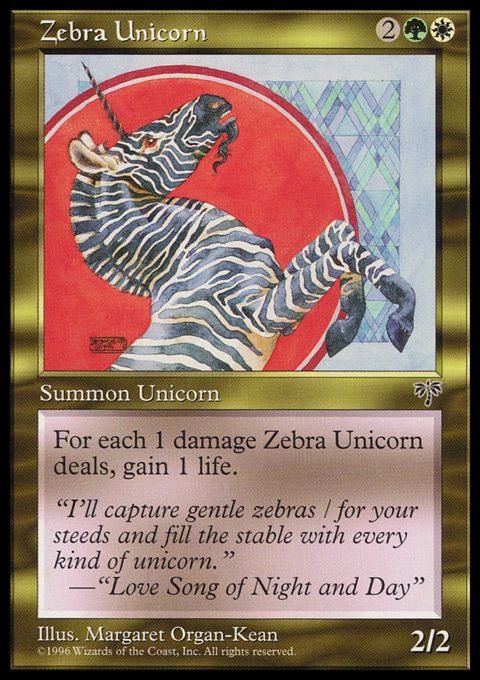 Zebra Unicorn 2
Summon Unicorn
For each 1 damage Zebra Unicorn
deals, gain 1 life.
“I’ll capture gentle zebras / for your
steeds and fill the stable with every
kind of unicorn.”
—“Love Song of Night and Day”
Illus. Margaret Organ-Kean
2/2
©1996 Wizards of the Coast, Inc. All rights reserved.